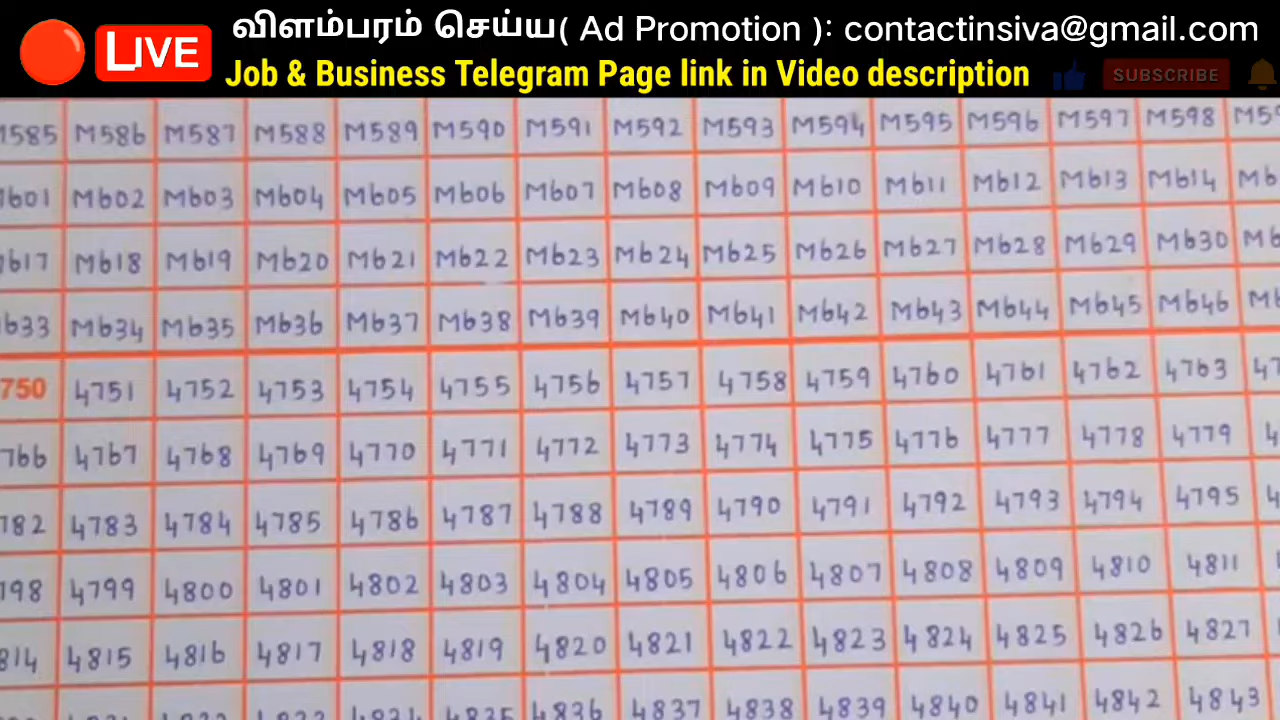 LIVE
விளம்பரம் செய்ய( Ad Promotion ): contactinsiva@gmail.com
Job & Business Telegram Page link in Video description
SUBSCRIBE
M586 M587 M588 M589 M590 M591 M592 M593 M594 M595 M596 M597 M598
M602 M603 M604 M605 M606 M607 M608 M609 M610 M611 M612 M613 M614
M618 M619 M620 M621 M622 M623 M624 M625 M626 M627 M628 M629 M630
M634 M635 M636 M637 M638 M639 M640 M641 M642 M643 M644 M645 M646
750 4751 4752 4753 4754 4755 4756 4757 4758 4759 4760 4761 4762 4763
766 4767 4768 4769 4770 4771 4772 4773 4774 4775 4776 4777 4778 4779
782 4783 4784 4785 4786 4787 4788 4789 4790 4791 4792 4793 4794 4795
798 4799 4800 4801 4802 4803 4804 4805 4806 4807 4808 4809 4810 4811
814 4815 4816 4817 4818 4819 4820 4821 4822 4823 4824 4825 4826 4827
4836 4837 4838 4839 4840 4841 4842 4843